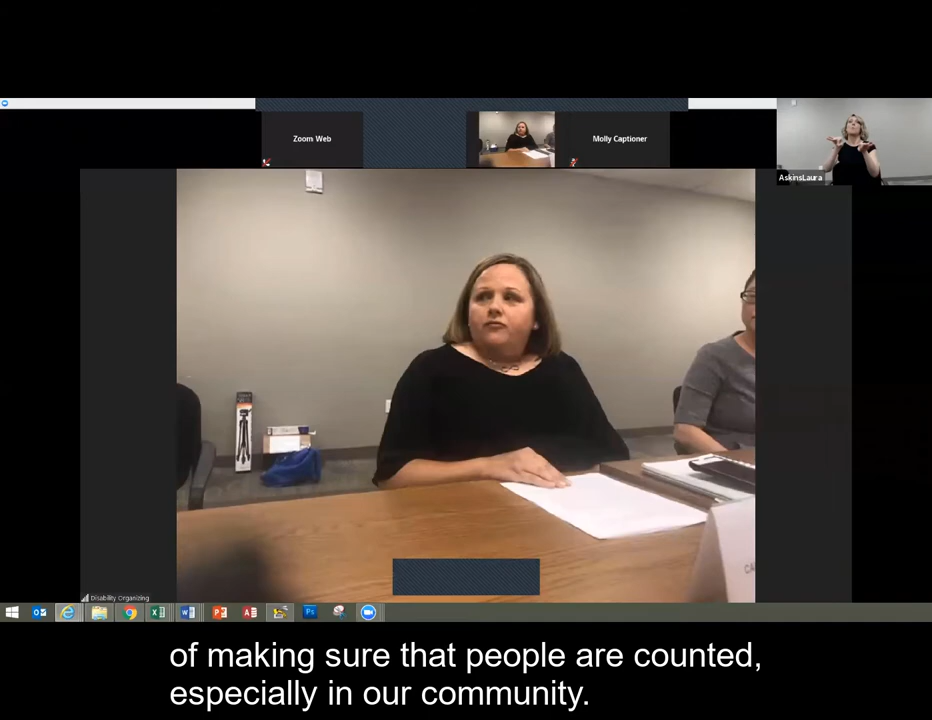 Zoom Web
Molly Captioner
AskinsLaura
Disability Organizing
of making sure that people are counted,
especially in our community.